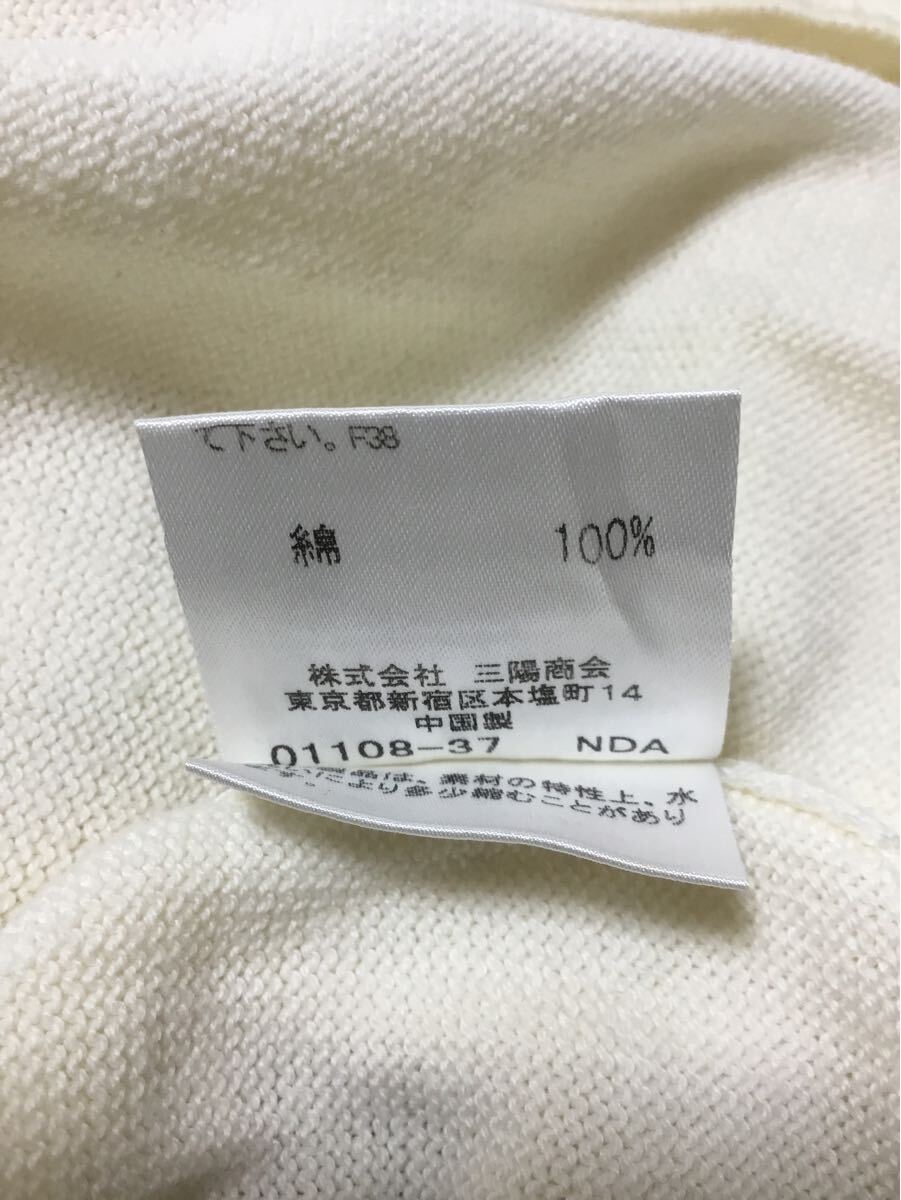 て下さい。F38
綿 100%
株式会社 三陽商会
東京都新宿区本塩町14
中国製
01108-37 NDA
商品は、素材の特性上、水
より多少縮むことがあり